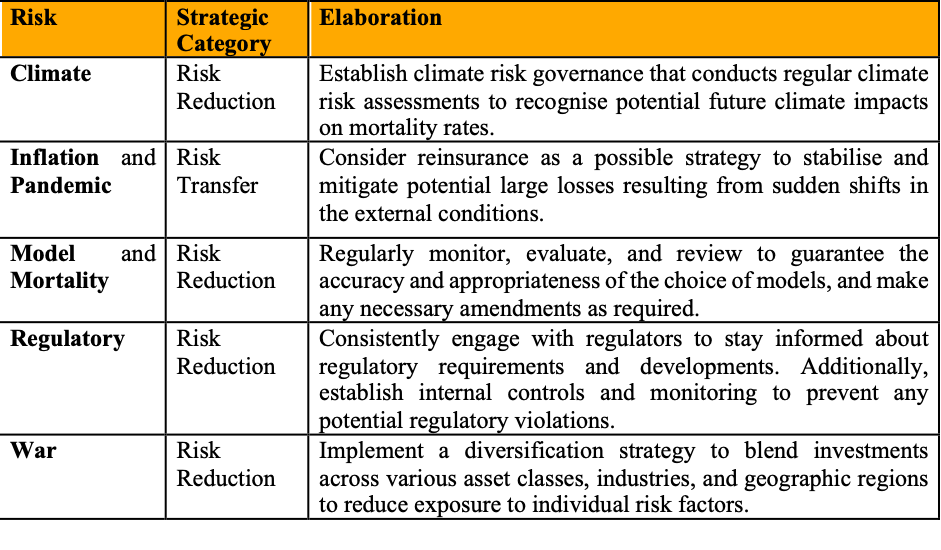 Risk Strategic Category Elaboration
Climate Risk Reduction Establish climate risk governance that conducts regular climate
risk assessments to recognise potential future climate impacts
on mortality rates.
Inflation and Pandemic Risk Transfer Consider reinsurance as a possible strategy to stabilise and
mitigate potential large losses resulting from sudden shifts in
the external conditions.
Model and Mortality Risk Reduction Regularly monitor, evaluate, and review to guarantee the
accuracy and appropriateness of the choice of models, and make
any necessary amendments as required.
Regulatory Risk Reduction Consistently engage with regulators to stay informed about
regulatory requirements and developments. Additionally,
establish internal controls and monitoring to prevent any
potential regulatory violations.
War Risk Reduction Implement a diversification strategy to blend investments
across various asset classes, industries, and geographic regions
to reduce exposure to individual risk factors.